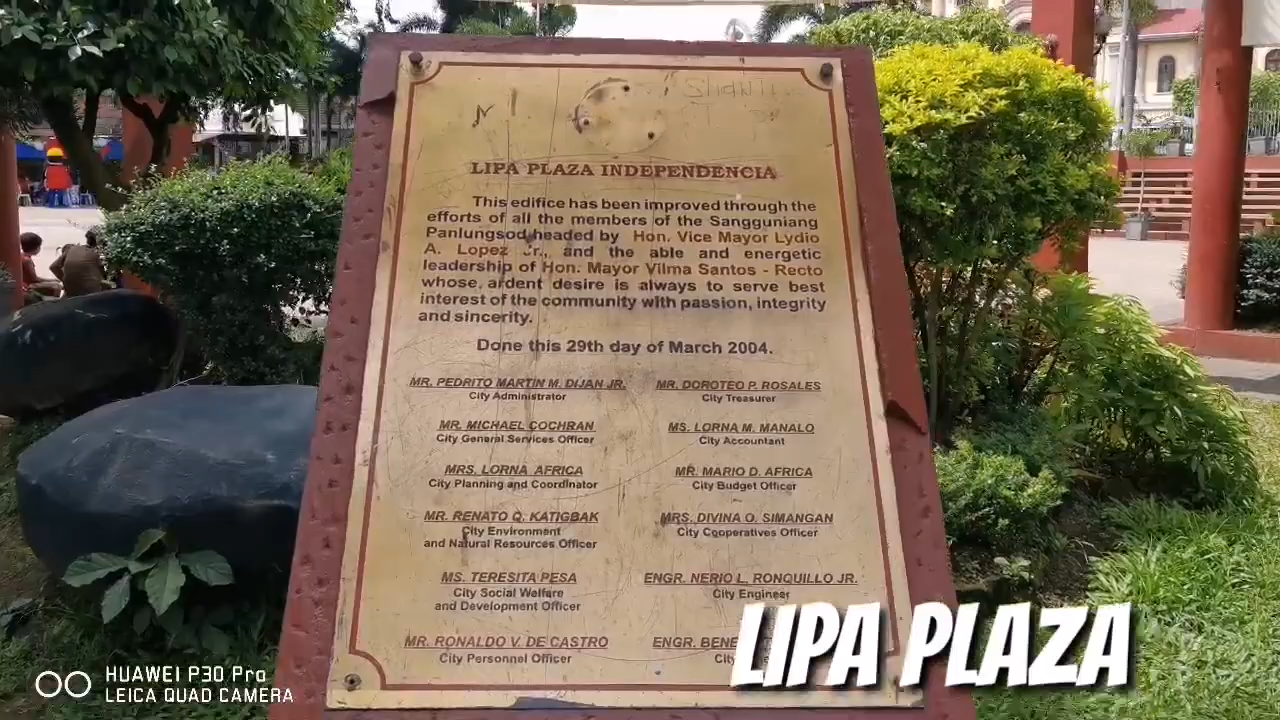 LIPA PLAZA INDEPENDENCIA
This edifice has been improved through the
efforts of all the members of the Sangguniang
Panlungsod headed by Hon. Vice Mayor Lydio
A. Lopez Jr., and the able and energetic
leadership of Hon. Mayor Vilma Santos - Recto
whose, ardent desire is always to serve best
interest of the community with passion, integrity
and sincerity.
Done this 29th day of March 2004.
MR. PEDRITO MARTIN M. DIJAN JR.
City Administrator
MR. DOROTEO P. ROSALES
City Treasurer
MR. MICHAEL COCHRAN
City General Services Officer
MS. LORNA M. MANALO
City Accountant
MRS. LORNA AFRICA
City Planning and Coordinator
MR. MARIO D. AFRICA
City Budget Officer
MR. RENATO Q. KATIGBAK
City Environment
and Natural Resources Officer
MRS. DIVINA O. SIMANGAN
City Cooperatives Officer
MS. TERESITA PESA
City Social Welfare
and Development Officer
ENGR. NERIO L. RONQUILLO JR.
City Engineer
MR. RONALDO V. DE CASTRO
City Personnel Officer
ENGR.
LIPA PLAZA
HUAWEI P30 Pro
LEICA QUAD CAMERA